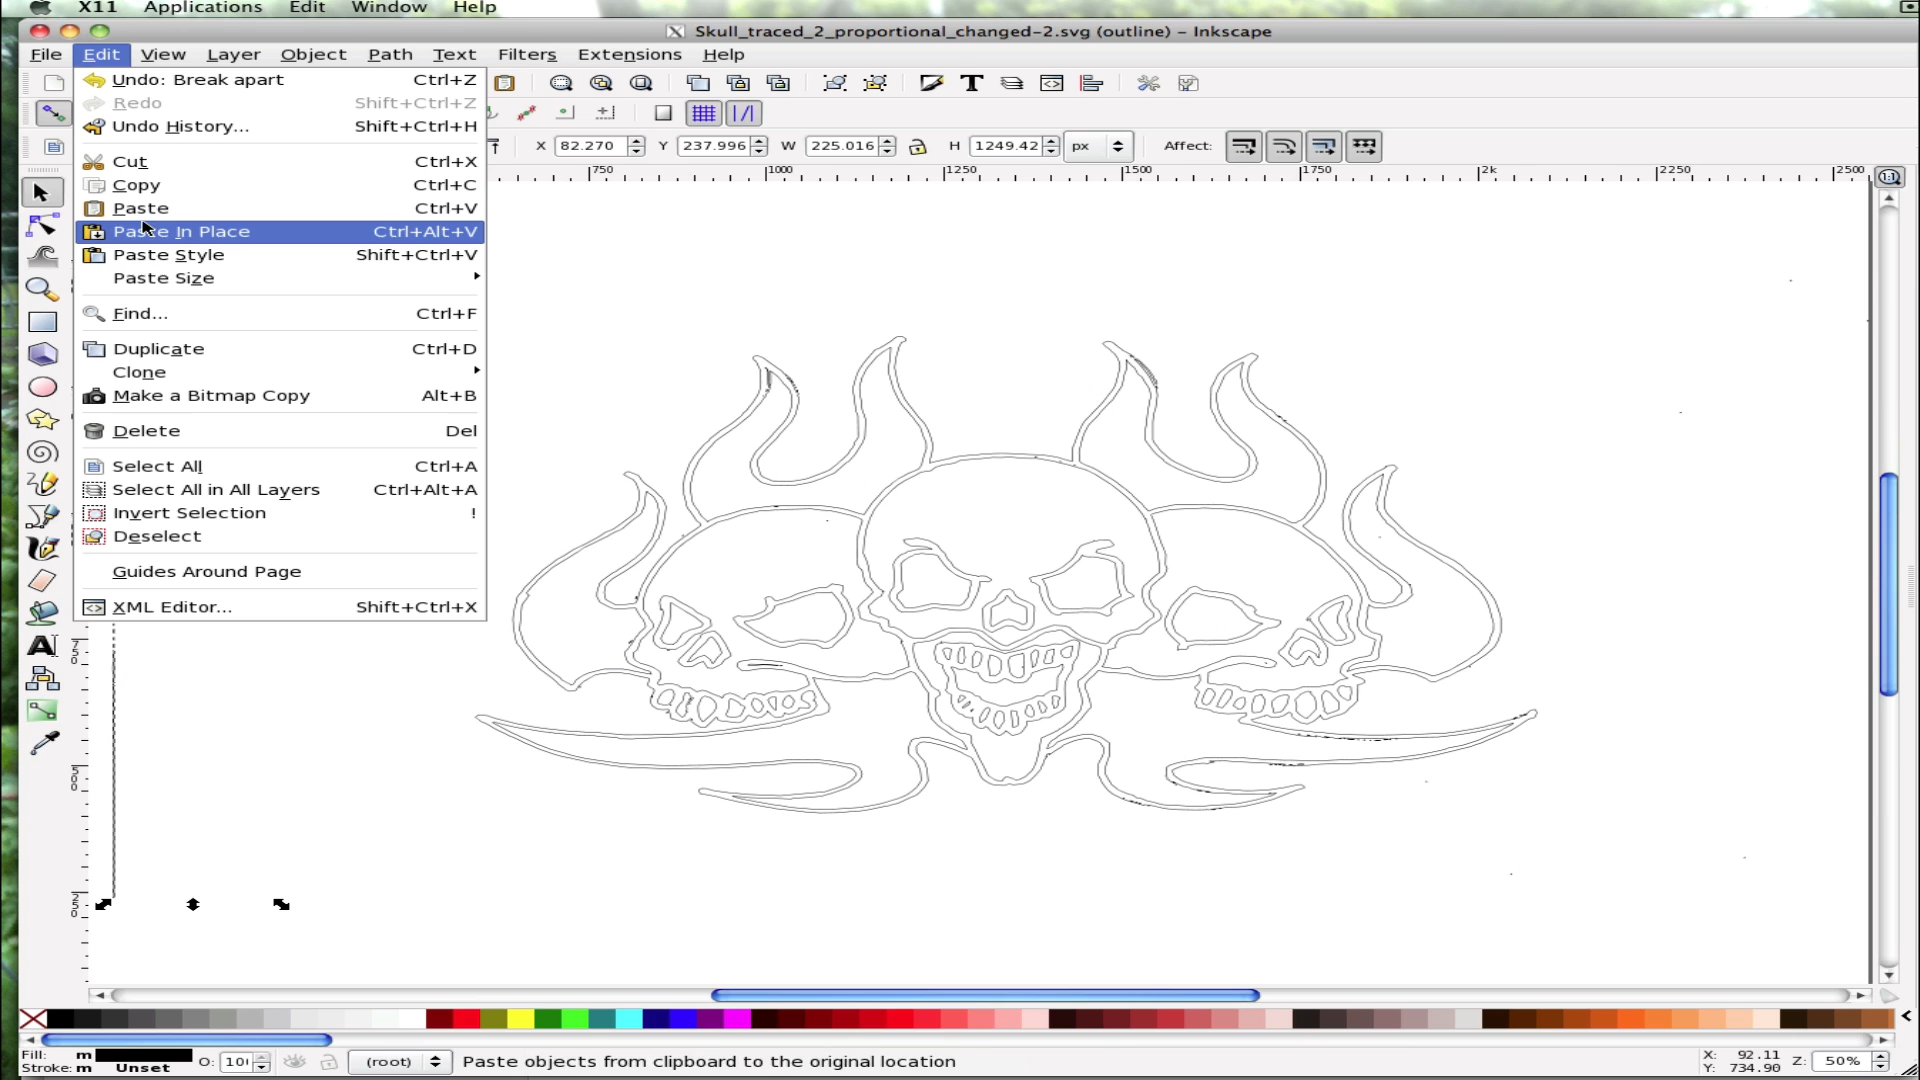 X11 Applications Edit Window Help
Skull_traced_2_proportional_changed-2.svg (outline) - Inkscape
File Edit View Layer Object Path Text Filters Extensions Help
Undo: Break apart Ctrl+Z
Redo Shift+Ctrl+Z
Undo History... Shift+Ctrl+H
X 82.270 Y 237.996 W 225.016 H 1249.42 px Affect:
Cut Ctrl+X
750 1000 1250 1500 2k 2250 2500
Copy Ctrl+C
Paste Ctrl+V
Paste In Place Ctrl+Alt+V
Paste Style Shift+Ctrl+V
Paste Size
Find... Ctrl+F
Duplicate Ctrl+D
Clone
Make a Bitmap Copy Alt+B
Delete Del
Select All Ctrl+A
Select All in All Layers Ctrl+Alt+A
Invert Selection !
Deselect
Guides Around Page
XML Editor... Shift+Ctrl+X
750
500
250
Fill: m O: 10 (root) Paste objects from clipboard to the original location X: 92.11 Z: 50%
Stroke: m Unset Y: 734.90